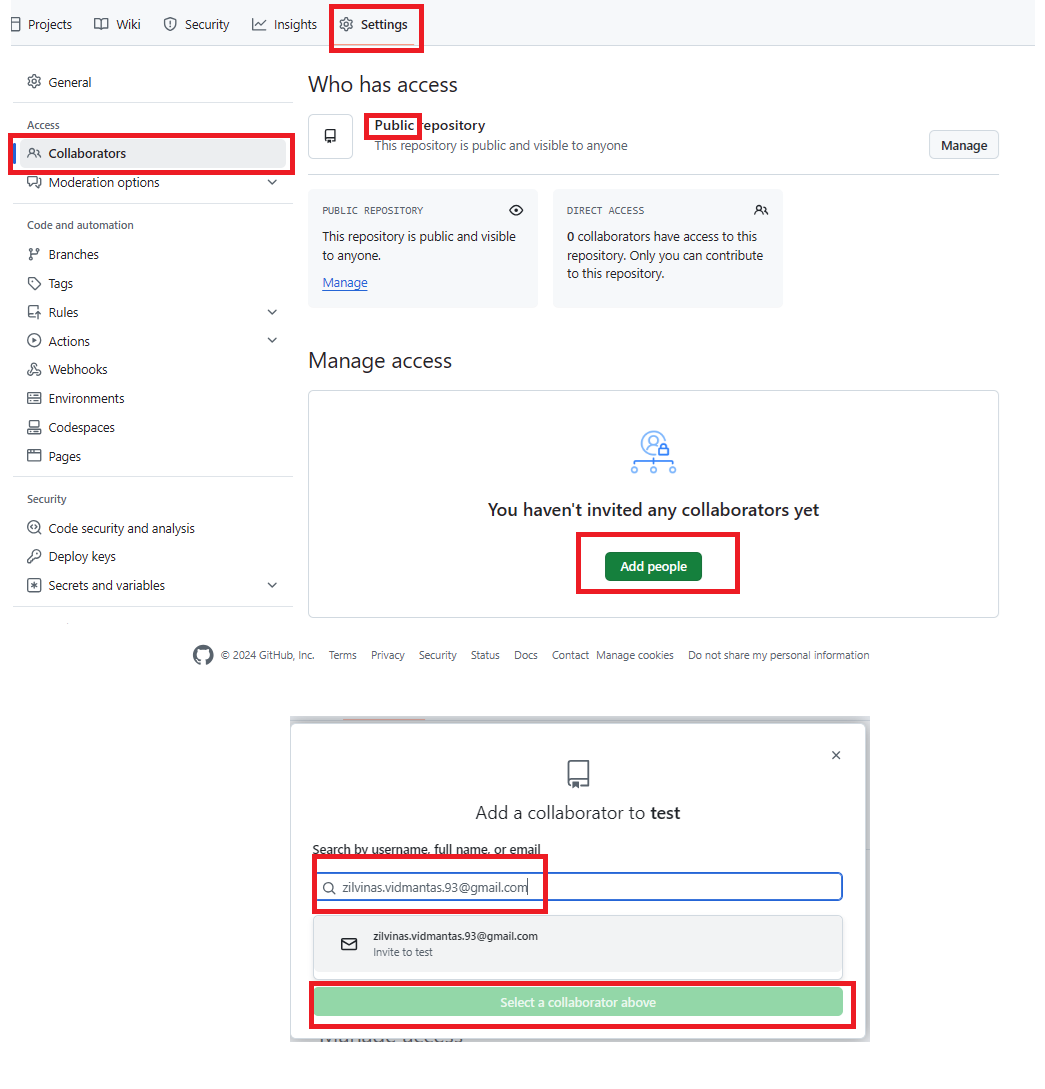 Projects Wiki Security Insights Settings
General
Access
Collaborators
Moderation options
Code and automation
Branches
Tags
Rules
Actions
Webhooks
Environments
Codespaces
Pages
Security
Code security and analysis
Deploy keys
Secrets and variables
Who has access
Public repository
This repository is public and visible to anyone
Manage
PUBLIC REPOSITORY
This repository is public and visible
to anyone.
Manage
DIRECT ACCESS
0 collaborators have access to this
repository. Only you can contribute
to this repository.
Manage access
You haven't invited any collaborators yet
Add people
© 2024 GitHub, Inc. Terms Privacy Security Status Docs Contact Manage cookies Do not share my personal information
Add a collaborator to test
Search by username, full name, or email
zilvinas.vidmantas.93@gmail.com
zilvinas.vidmantas.93@gmail.com
Invite to test
Select a collaborator above
Manage access